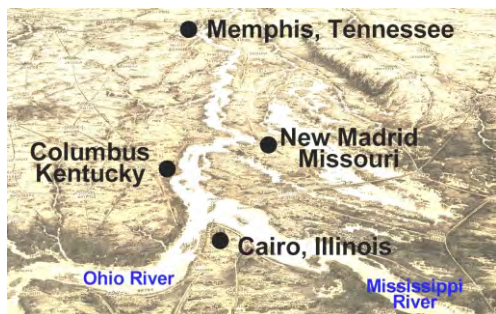 Memphis, Tennessee
New Madrid
Missouri
Columbus
Kentucky
Cairo, Illinois
Ohio River
Mississippi
River